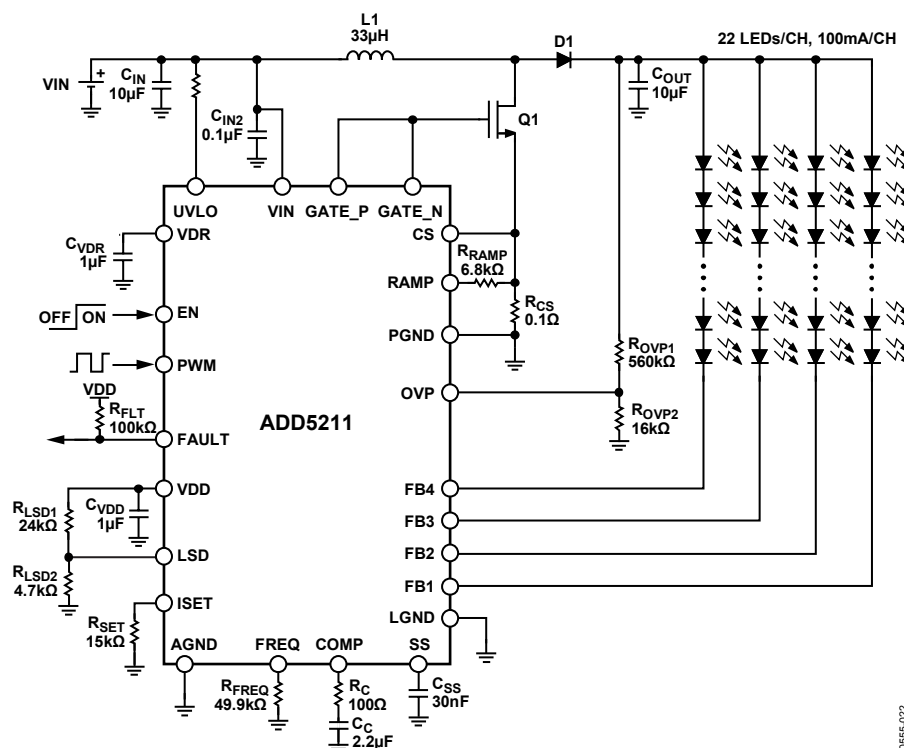 L1
33µH
D1
22 LEDs/CH, 100mA/CH
VIN
+
CIN
10µF
CIN2
0.1µF
Q1
COUT
10µF
UVLO
VIN
GATE_P
GATE_N
CVDR
1µF
VDR
CS
RRAMP
6.8kΩ
RAMP
RCS
0.1Ω
OFF
ON
EN
PGND
ROVP1
560kΩ
PWM
OVP
ROVP2
16kΩ
VDD
RFLT
100kΩ
FAULT
ADD5211
VDD
CVDD
1µF
RLSD1
24kΩ
FB4
FB3
LSD
FB2
RLSD2
4.7kΩ
FB1
ISET
LGND
RSET
15kΩ
AGND
FREQ
COMP
SS
RFREQ
49.9kΩ
RC
100Ω
CSS
30nF
CC
2.2µF